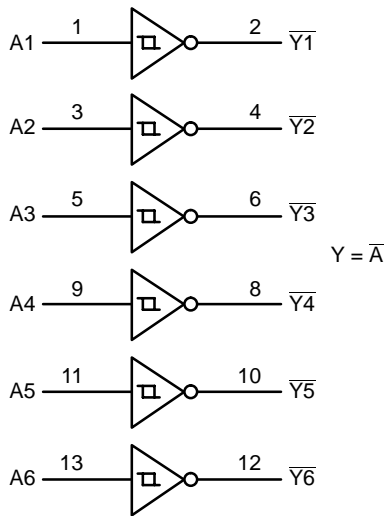 A1 1 2 Y1̅
A2 3 4 Y2̅
A3 5 6 Y3̅
Y = A̅
A4 9 8 Y4̅
A5 11 10 Y5̅
A6 13 12 Y6̅